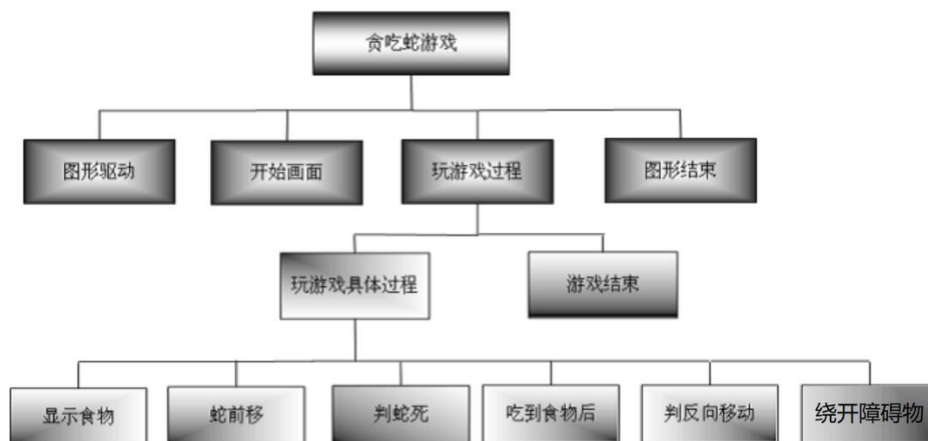 贪吃蛇游戏
图形驱动
开始画面
玩游戏过程
图形结束
玩游戏具体过程
游戏结束
显示食物
蛇前移
判蛇死
吃到食物后
判反向移动
绕开障碍物